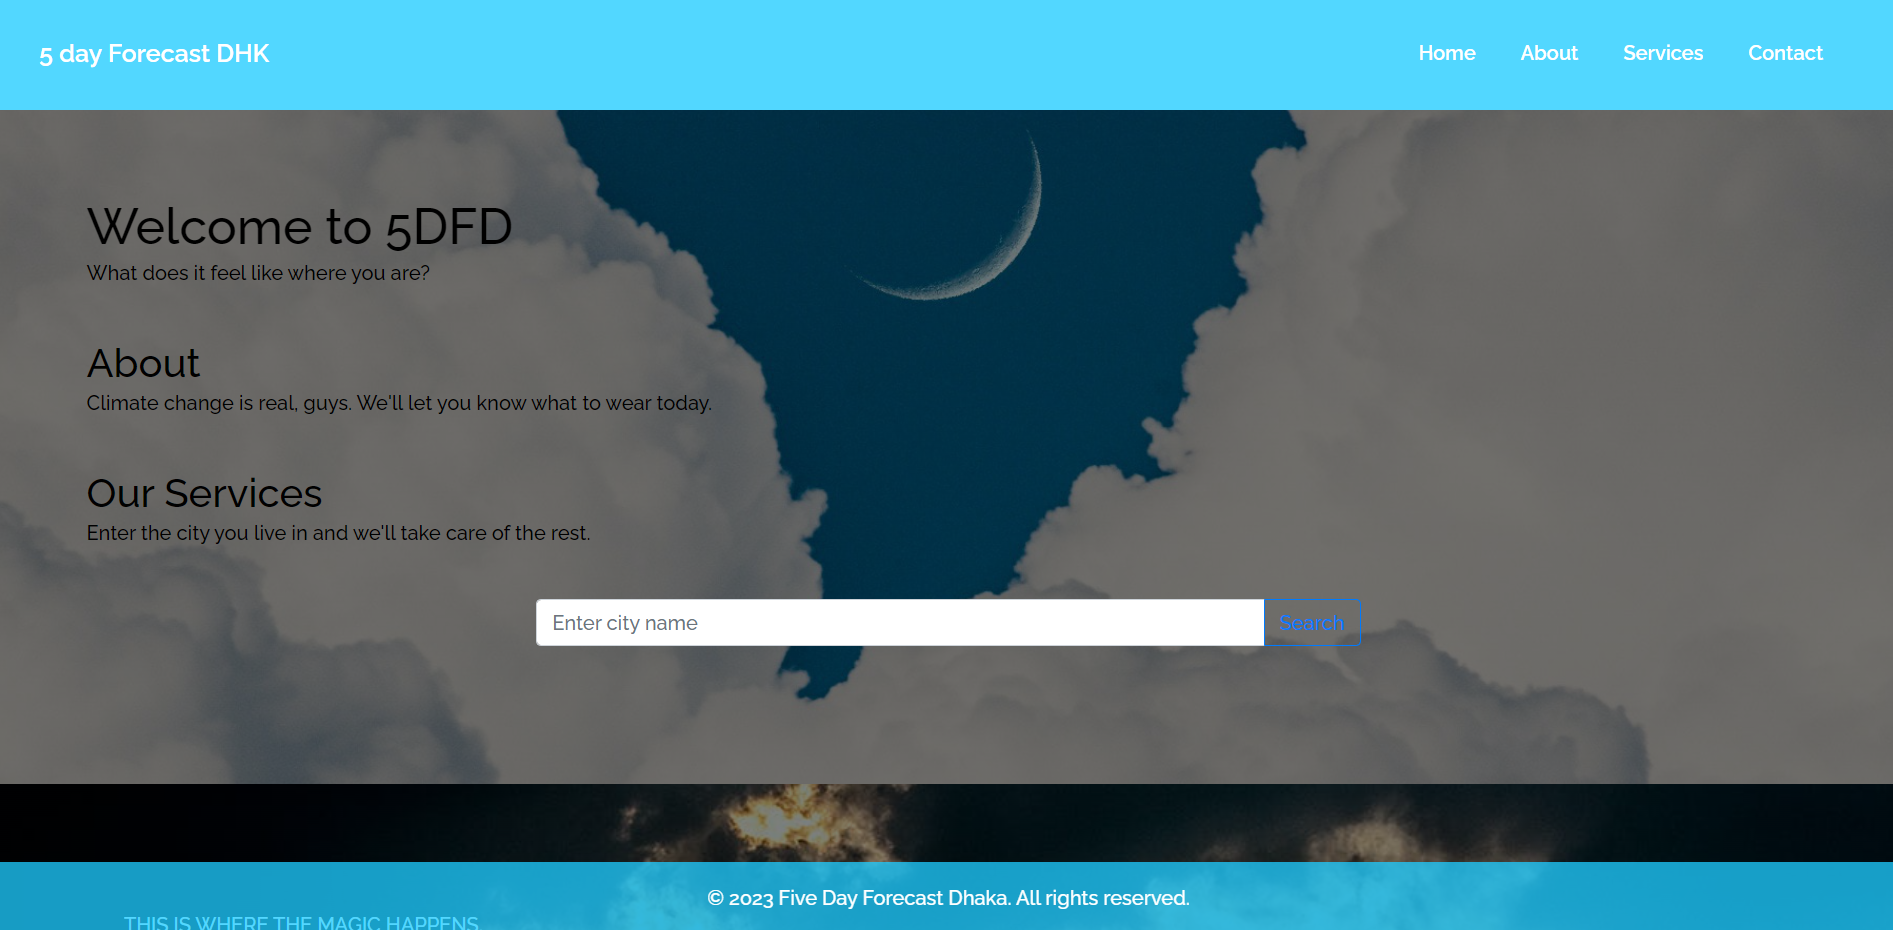 5 day Forecast DHK
Home About Services Contact
Welcome to 5DFD
What does it feel like where you are?
About
Climate change is real, guys. We'll let you know what to wear today.
Our Services
Enter the city you live in and we'll take care of the rest.
Enter city name
Search
© 2023 Five Day Forecast Dhaka. All rights reserved.
THIS IS WHERE THE MAGIC HAPPENS